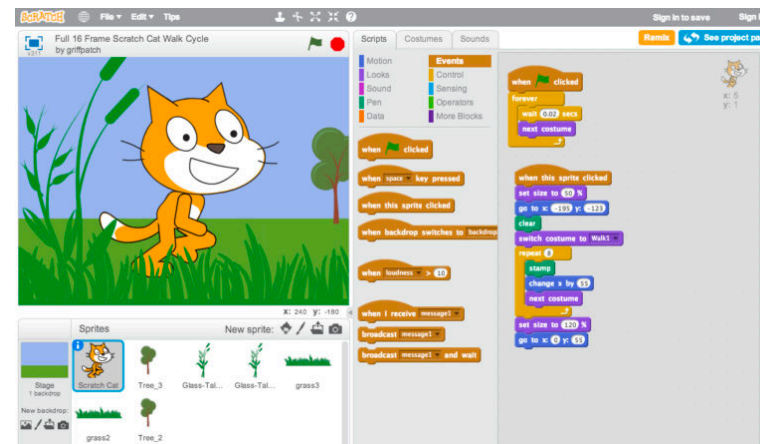 SCRATCH File Edit Tips Sign in to save Sign
Full 16 Frame Scratch Cat Walk Cycle
by griffpatch
v211
X: 240 y: -180
Sprites New sprite:
Stage
1 backdrop
New backdrop:
Scratch Cat Tree_3 Glass-Tal... Glass-Tal... grass3
grass2 Tree_2
Remix See project pa
Scripts Costumes Sounds
Motion Events
Looks Control
Sound Sensing
Pen Operators
Data More Blocks
when clicked
when space key pressed
when this sprite clicked
when backdrop switches to backdrop
when loudness > 10
when I receive message1
broadcast message1
broadcast message1 and wait
when clicked
forever
wait 0.02 secs
next costume
x: 5
y: 1
when this sprite clicked
set size to 50 %
go to x: -195 y: -123
clear
switch costume to Walk1
repeat 8
stamp
change x by 55
next costume
set size to 120 %
go to x: 0 y: 55